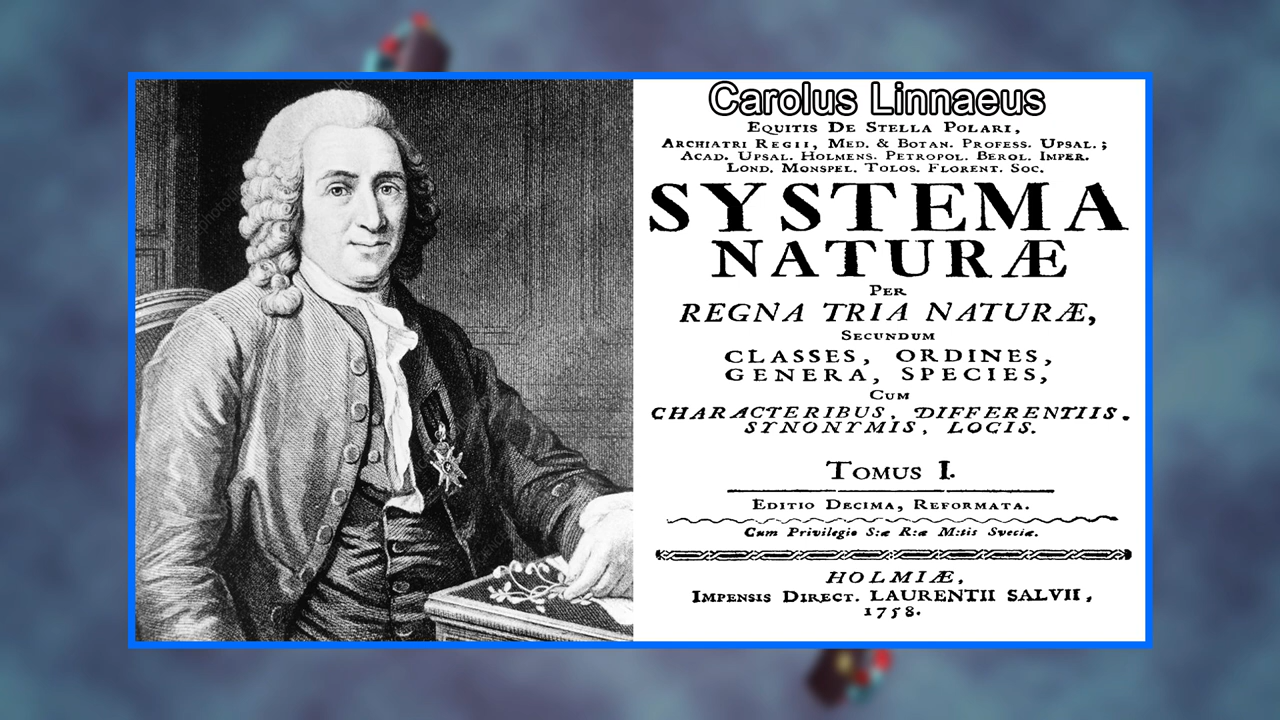 Carolus Linnaeus
EQUITIS DE STELLA POLARI,
ARCHIATRI REGII, MED. & BOTAN. PROFESS. UPSAL. ;
ACAD. UPSAL. HOLMENS. PETROPOL. BEROL. IMPER.
LOND. MONSPEL. TOLOS. FLORENT. SOC.
SYSTEMA
NATURÆ
PER
REGNA TRIA NATURÆ,
SECUNDUM
CLASSES, ORDINES,
GENERA, SPECIES,
CUM
CHARACTERIBUS, DIFFERENTIIS.
SYNONYMIS, LOCIS.
TOMUS I.
EDITIO DECIMA, REFORMATA.
Cum Privilegio S:æ R:æ M:tis Sveciæ.
HOLMIÆ,
IMPENSIS DIRECT. LAURENTII SALVII,
1758.